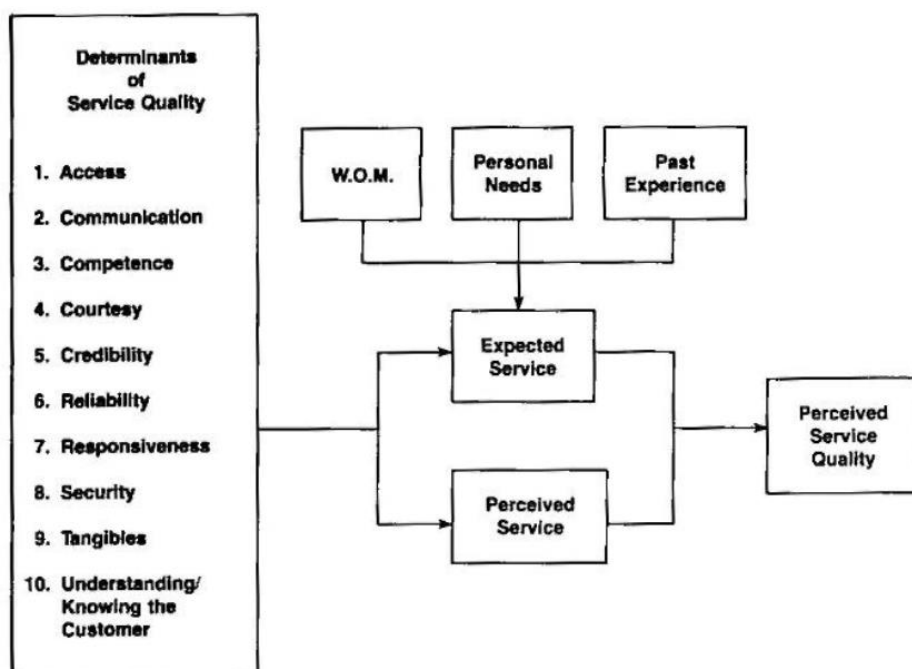 Determinants
of
Service Quality
1. Access
2. Communication
3. Competence
4. Courtesy
5. Credibility
6. Reliability
7. Responsiveness
8. Security
9. Tangibles
10. Understanding/
Knowing the
Customer
W.O.M.
Personal
Needs
Past
Experience
Expected
Service
Perceived
Service
Perceived
Service
Quality